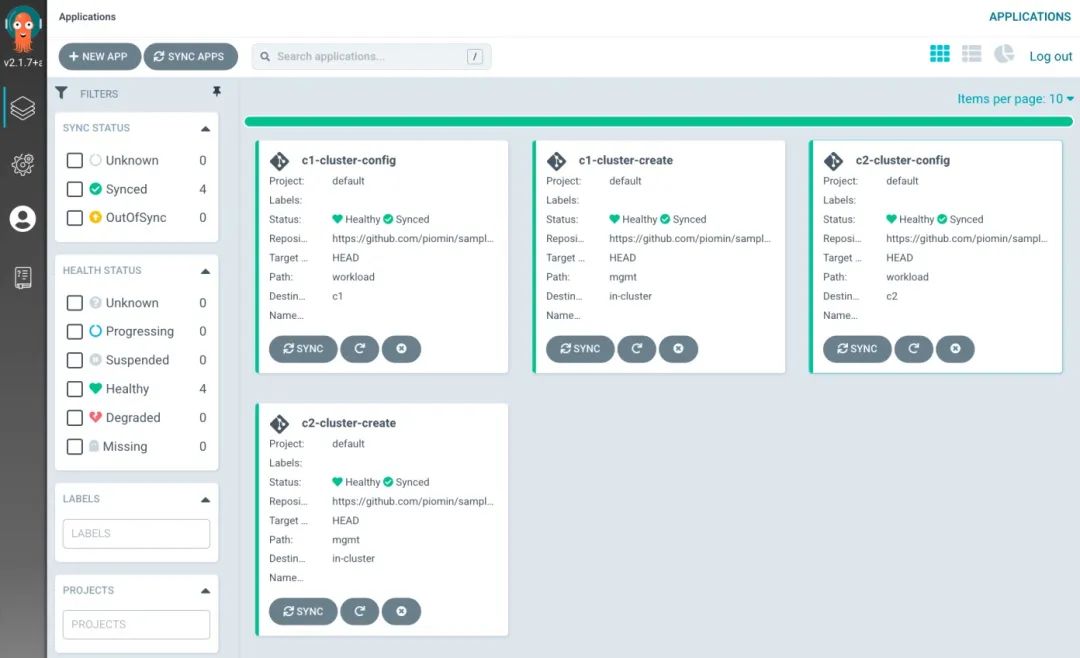 Applications
APPLICATIONS
v2.1.7+a
NEW APP
SYNC APPS
Search applications...
/
Log out
FILTERS
Items per page: 10
SYNC STATUS
Unknown 0
Synced 4
OutOfSync 0
HEALTH STATUS
Unknown 0
Progressing 0
Suspended 0
Healthy 4
Degraded 0
Missing 0
LABELS
LABELS
PROJECTS
PROJECTS
c1-cluster-config
Project: default
Labels:
Status: Healthy Synced
Reposi... https://github.com/piomin/sampl...
Target ... HEAD
Path: workload
Destin... c1
Name...
SYNC
c1-cluster-create
Project: default
Labels:
Status: Healthy Synced
Reposi... https://github.com/piomin/sampl...
Target ... HEAD
Path: mgmt
Destin... in-cluster
Name...
SYNC
c2-cluster-config
Project: default
Labels:
Status: Healthy Synced
Reposi... https://github.com/piomin/sampl...
Target ... HEAD
Path: workload
Destin... c2
Name...
SYNC
c2-cluster-create
Project: default
Labels:
Status: Healthy Synced
Reposi... https://github.com/piomin/sampl...
Target ... HEAD
Path: mgmt
Destin... in-cluster
Name...
SYNC